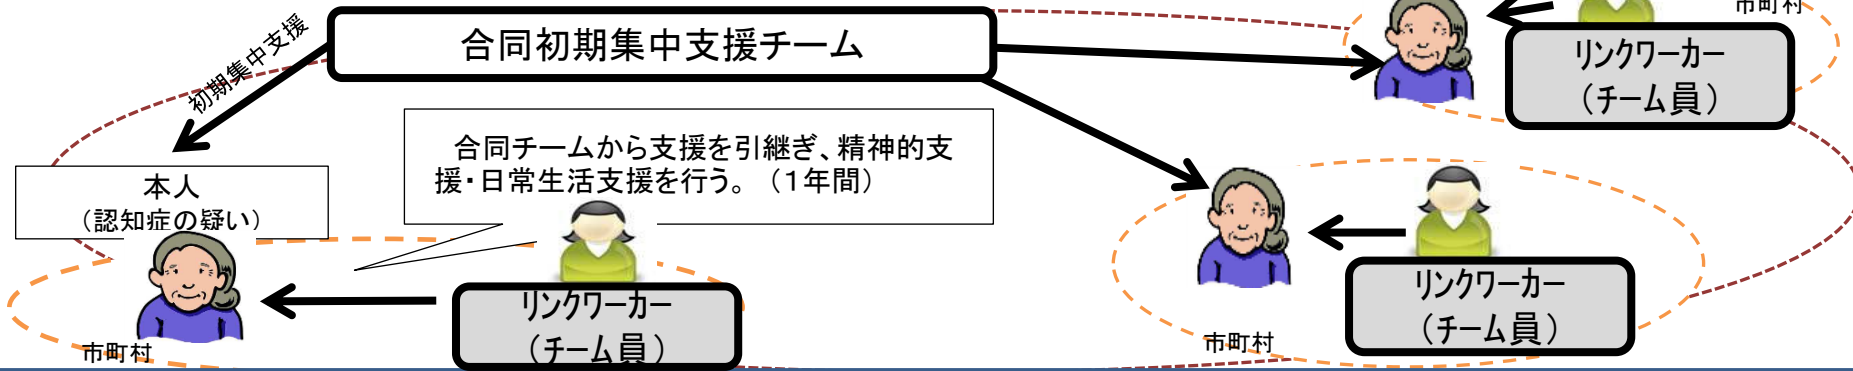 市町村
合同初期集中支援チーム
リンクワーカー
（チーム員）
初期集中支援
合同チームから支援を引継ぎ、精神的支
援・日常生活支援を行う。（１年間）
本人
（認知症の疑い）
リンクワーカー
（チーム員）
市町村
リンクワーカー
（チーム員）
市町村